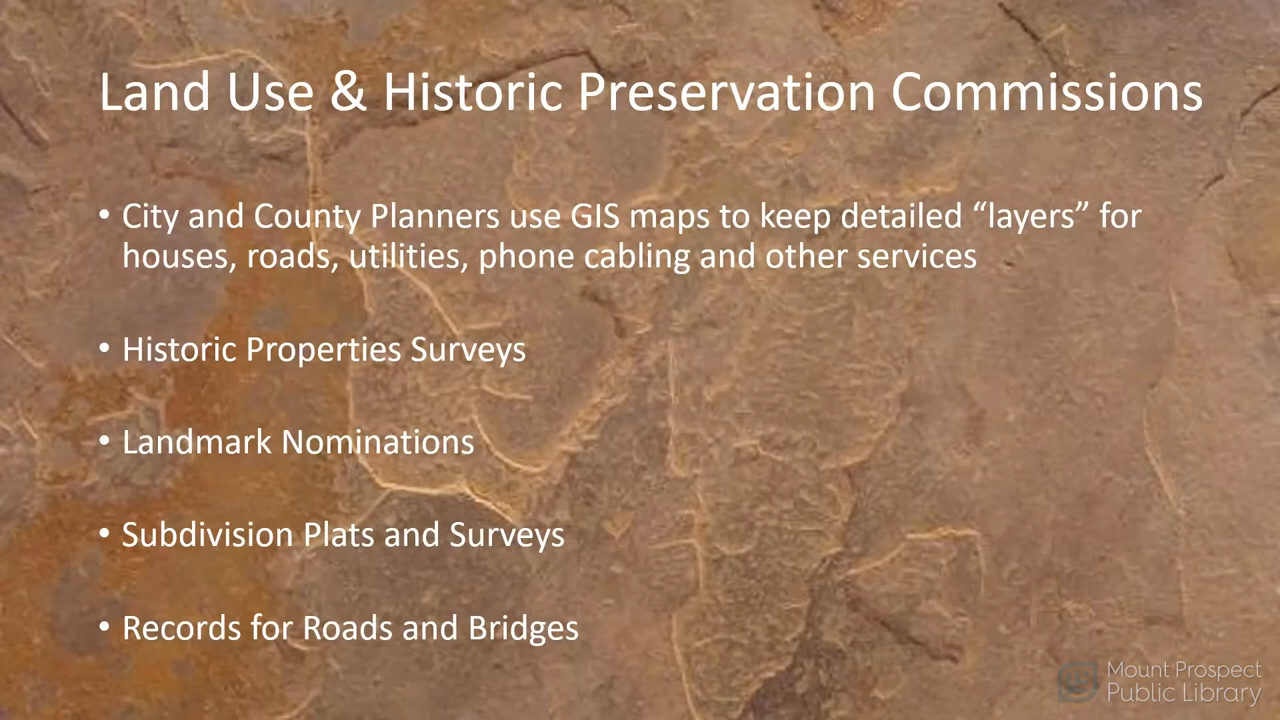 Land Use & Historic Preservation Commissions
• City and County Planners use GIS maps to keep detailed “layers” for
houses, roads, utilities, phone cabling and other services
• Historic Properties Surveys
• Landmark Nominations
• Subdivision Plats and Surveys
• Records for Roads and Bridges
Mount Prospect
Public Library